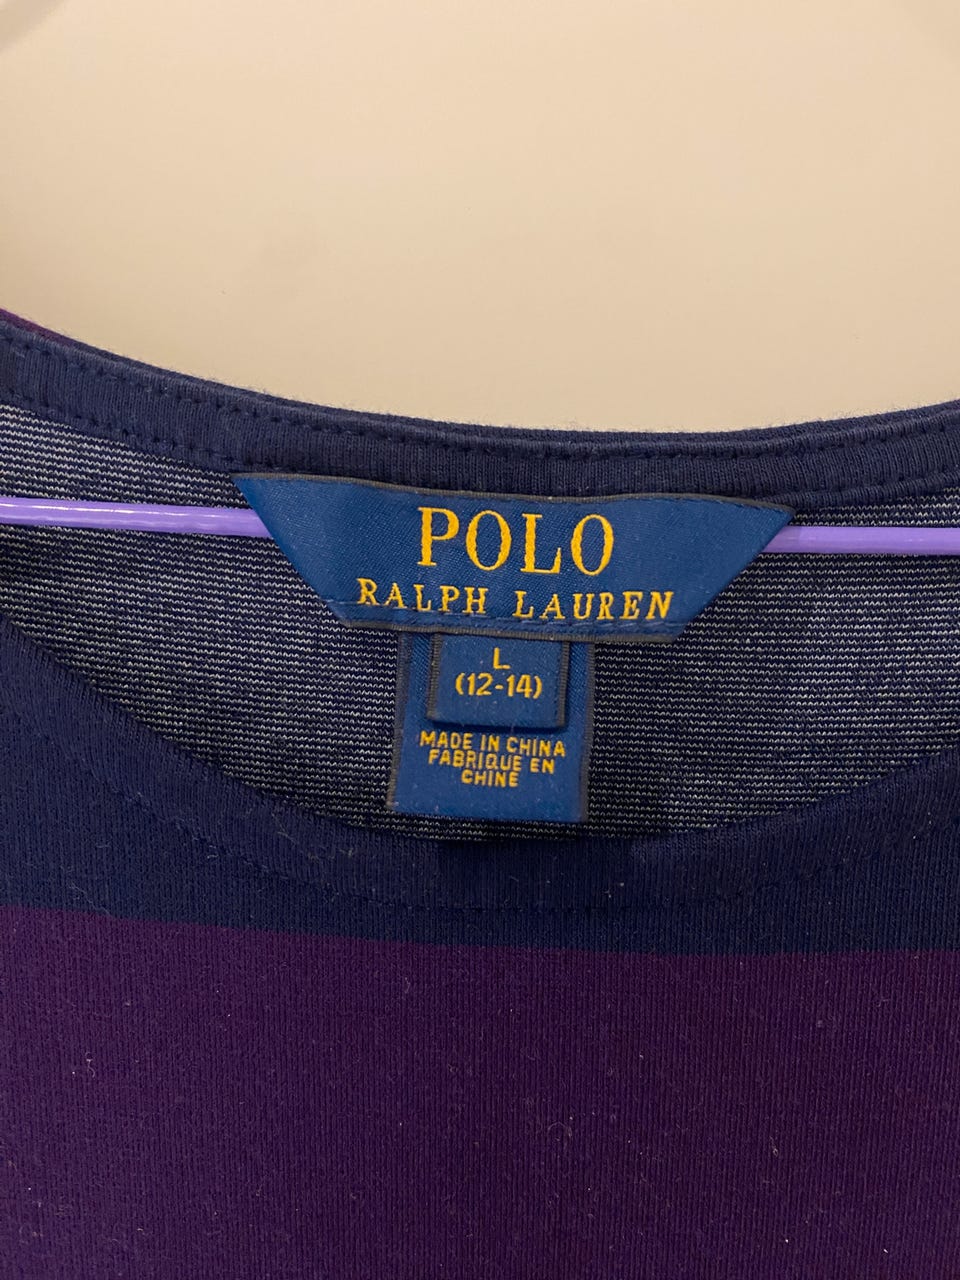 POLO
RALPH LAUREN
L
(12-14)
MADE IN CHINA
FABRIQUE EN
CHINE